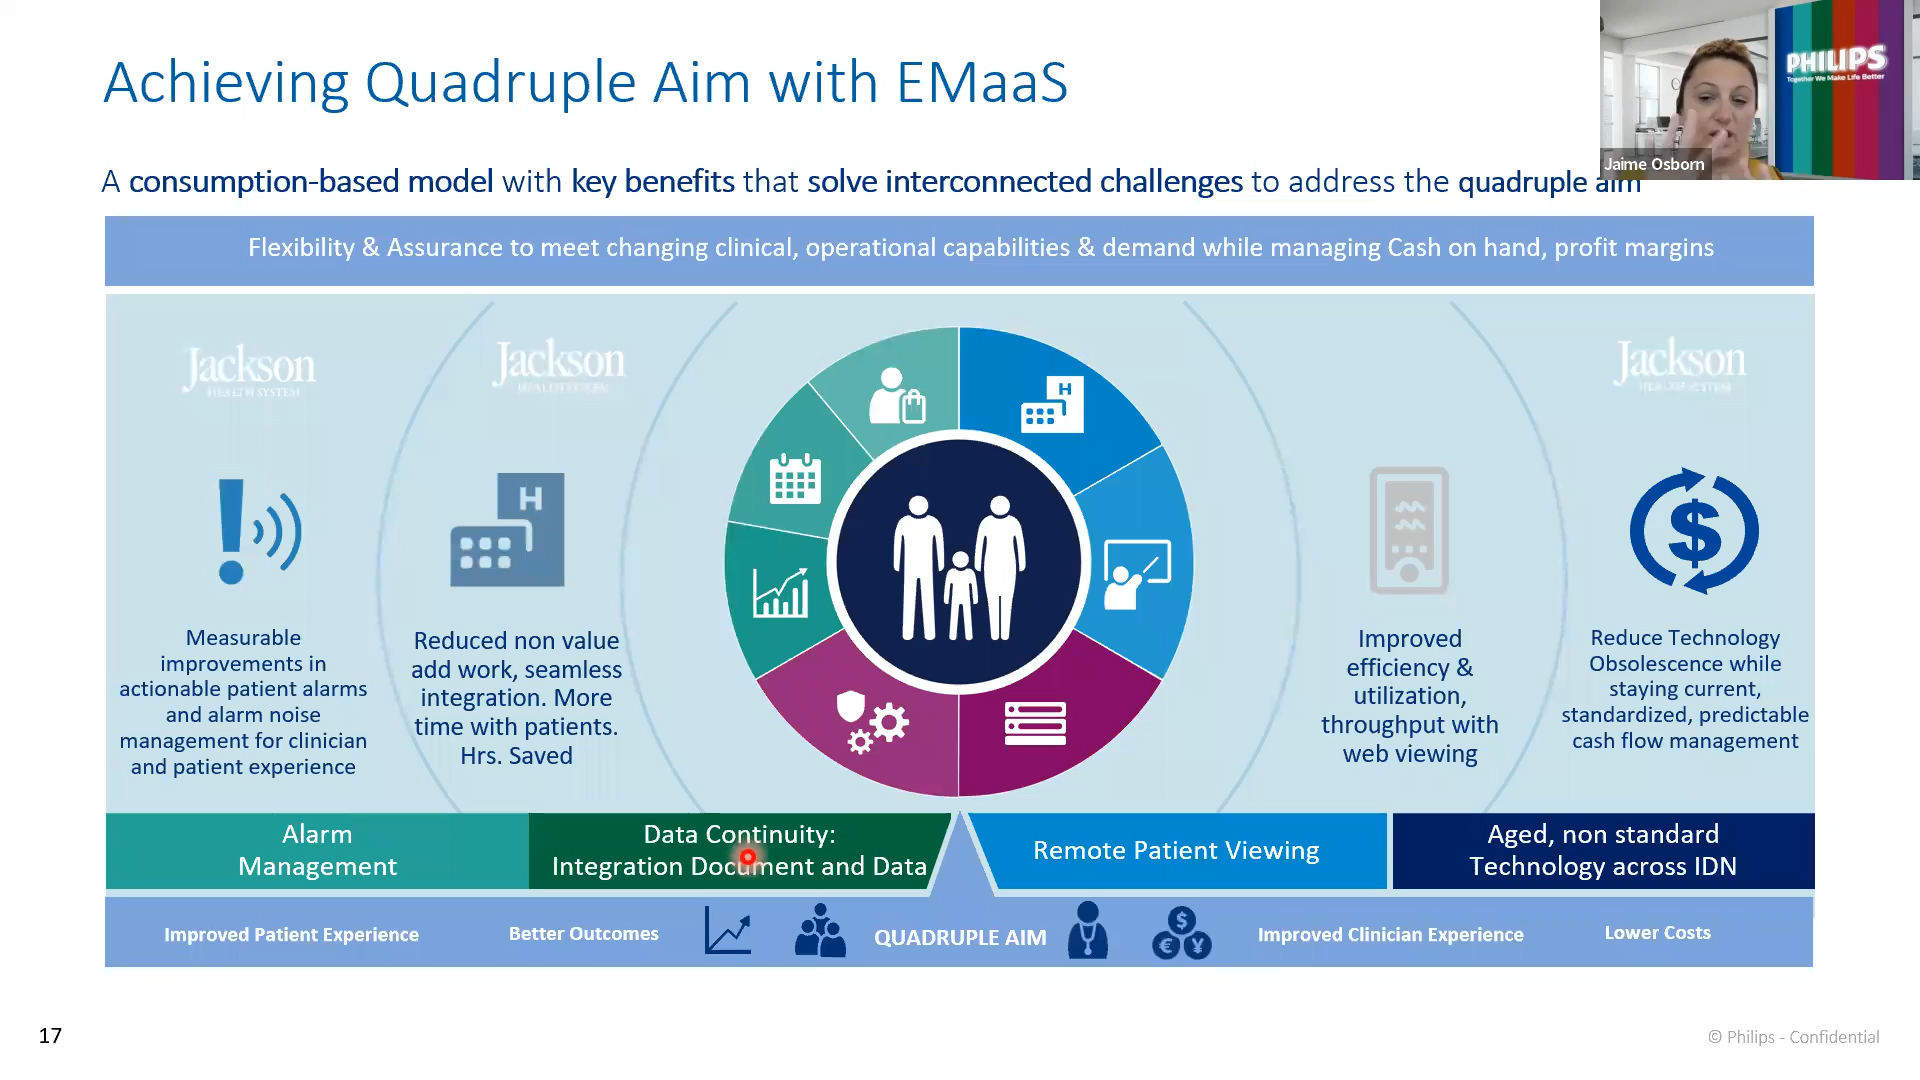 Achieving Quadruple Aim with EMaaS
PHILIPS
Together We Make Life Better
Jaime Osborn
A consumption-based model with key benefits that solve interconnected challenges to address the quadruple aim
Flexibility & Assurance to meet changing clinical, operational capabilities & demand while managing Cash on hand, profit margins
Jackson
HEALTH SYSTEM
Jackson
HEALTH SYSTEM
Jackson
HEALTH SYSTEM
H
H
$
Measurable
improvements in
actionable patient alarms
and alarm noise
management for clinician
and patient experience
Reduced non value
add work, seamless
integration. More
time with patients.
Hrs. Saved
Improved
efficiency &
utilization,
throughput with
web viewing
Reduce Technology
Obsolescence while
staying current,
standardized, predictable
cash flow management
Alarm
Management
Data Continuity:
Integration Document and Data
Remote Patient Viewing
Aged, non standard
Technology across IDN
Improved Patient Experience
Better Outcomes
QUADRUPLE AIM
$
€ ¥
Improved Clinician Experience
Lower Costs
17
© Philips - Confidential